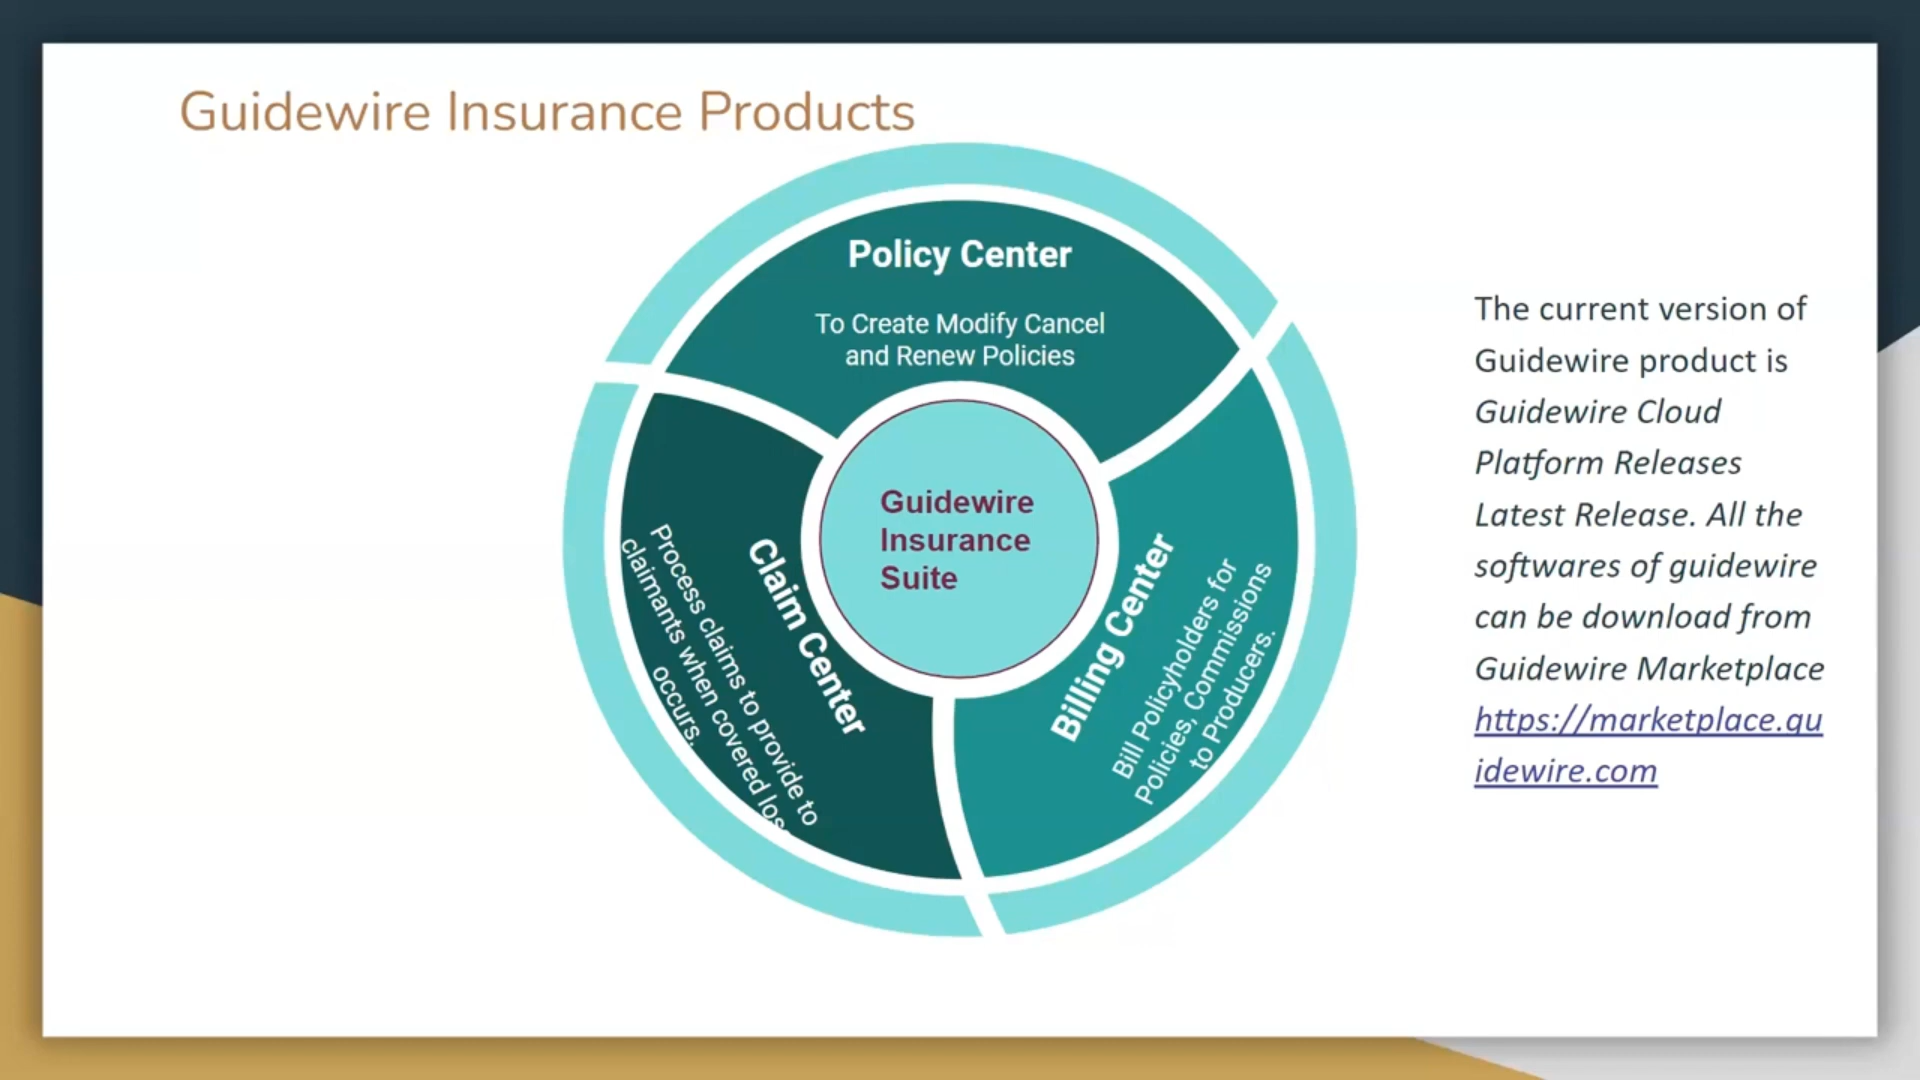 Guidewire Insurance Products
Policy Center
To Create Modify Cancel
and Renew Policies
Guidewire
Insurance
Suite
Claim Center
Process claims to provide to
claimants when covered los
occurs.
Billing Center
Bill Policyholders for
Policies, Commissions
to Producers.
The current version of
Guidewire product is
Guidewire Cloud
Platform Releases
Latest Release. All the
softwares of guidewire
can be download from
Guidewire Marketplace
https://marketplace.gu
idewire.com